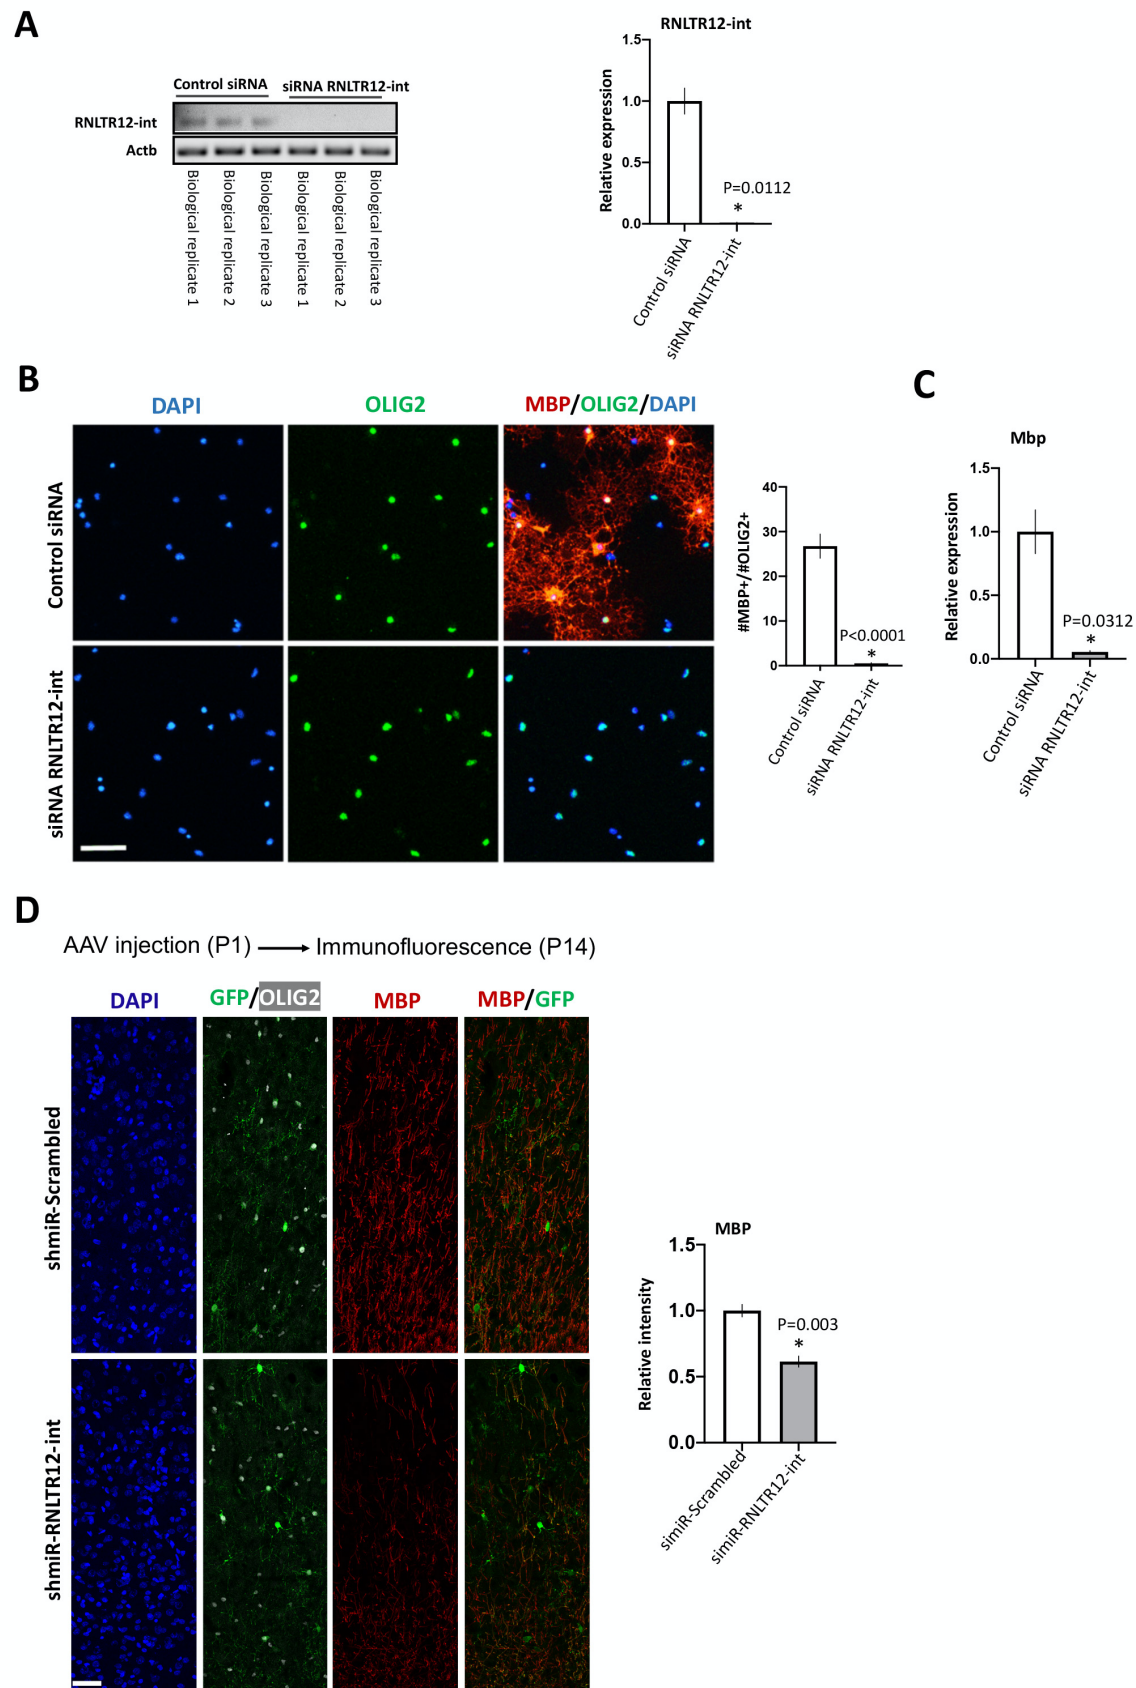 A
Control siRNA
siRNA RNLTR12-int
RNLTR12-int
Actb
Biological replicate 1
Biological replicate 2
Biological replicate 3
Biological replicate 1
Biological replicate 2
Biological replicate 3
RNLTR12-int
Relative expression
1.5
1.0
0.5
0.0
P=0.0112
*
Control siRNA
siRNA RNLTR12-int
B
DAPI
OLIG2
MBP/OLIG2/DAPI
Control siRNA
siRNA RNLTR12-int
#MBP+/#OLIG2+
40
30
20
10
0
P<0.0001
*
Control siRNA
siRNA RNLTR12-int
C
Mbp
Relative expression
1.5
1.0
0.5
0.0
P=0.0312
*
Control siRNA
siRNA RNLTR12-int
D
AAV injection (P1) ⟶ Immunofluorescence (P14)
DAPI
GFP/OLIG2
MBP
MBP/GFP
shmiR-Scrambled
shmiR-RNLTR12-int
MBP
Relative intensity
1.5
1.0
0.5
0.0
P=0.003
*
simiR-Scrambled
simiR-RNLTR12-int